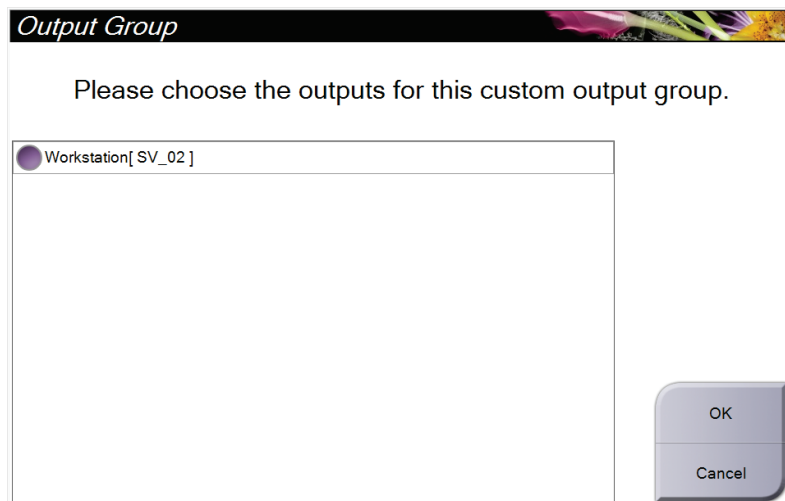 Output Group
Please choose the outputs for this custom output group.
Workstation[ SV_02 ]
OK
Cancel